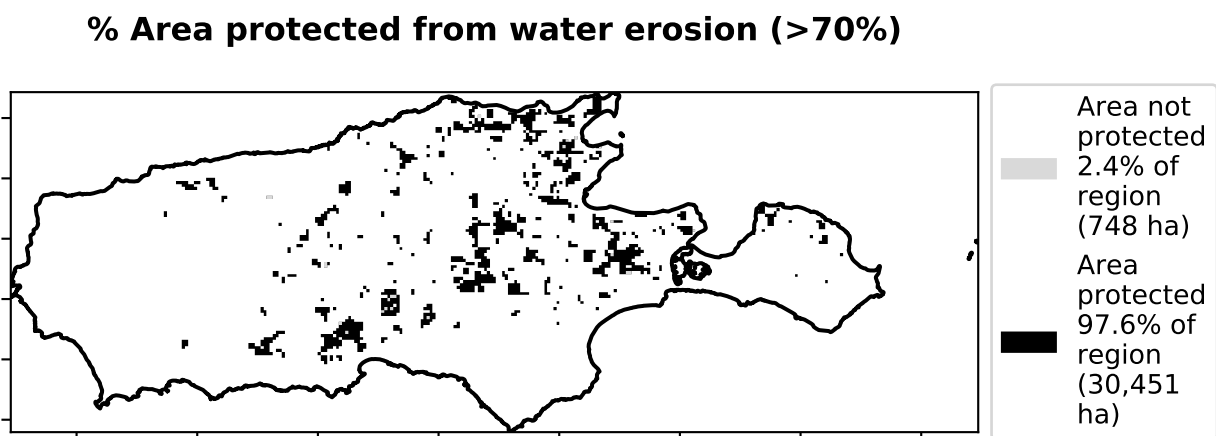 % Area protected from water erosion (>70%)
Area not
protected
2.4% of
region
(748 ha)
Area
protected
97.6% of
region
(30,451
ha)